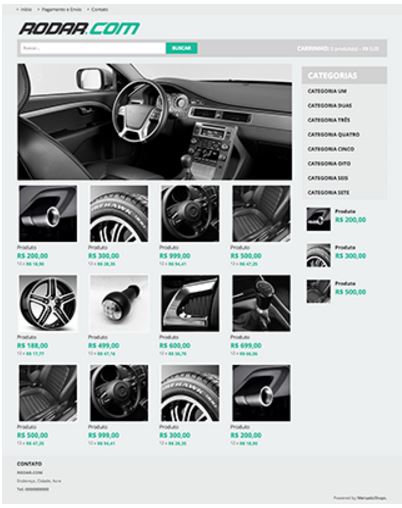 Início
Pagamento e Envio
Contato
RODAR.COM
Buscar...
BUSCAR
CARRINHO: 0 produto(s) - R$ 0,00
CATEGORIAS
CATEGORIA UM
CATEGORIA DUAS
CATEGORIA TRÊS
CATEGORIA QUATRO
CATEGORIA CINCO
CATEGORIA OITO
CATEGORIA SEIS
CATEGORIA SETE
Produto
R$ 200,00
Produto
R$ 300,00
Produto
R$ 500,00
Produto
R$ 200,00
12 x R$ 18,90
Produto
R$ 300,00
12 x R$ 28,35
Produto
R$ 999,00
12 x R$ 94,41
Produto
R$ 500,00
12 x R$ 47,25
Produto
R$ 188,00
12 x R$ 17,77
Produto
R$ 499,00
12 x R$ 47,16
Produto
R$ 600,00
12 x R$ 56,70
Produto
R$ 699,00
12 x R$ 66,06
Produto
R$ 500,00
12 x R$ 47,25
Produto
R$ 999,00
12 x R$ 94,41
Produto
R$ 300,00
12 x R$ 28,35
Produto
R$ 200,00
12 x R$ 18,90
CONTATO
RODAR.COM
Endereço, Cidade, Acre
Tel. 0000000000
Powered by MercadoShops.